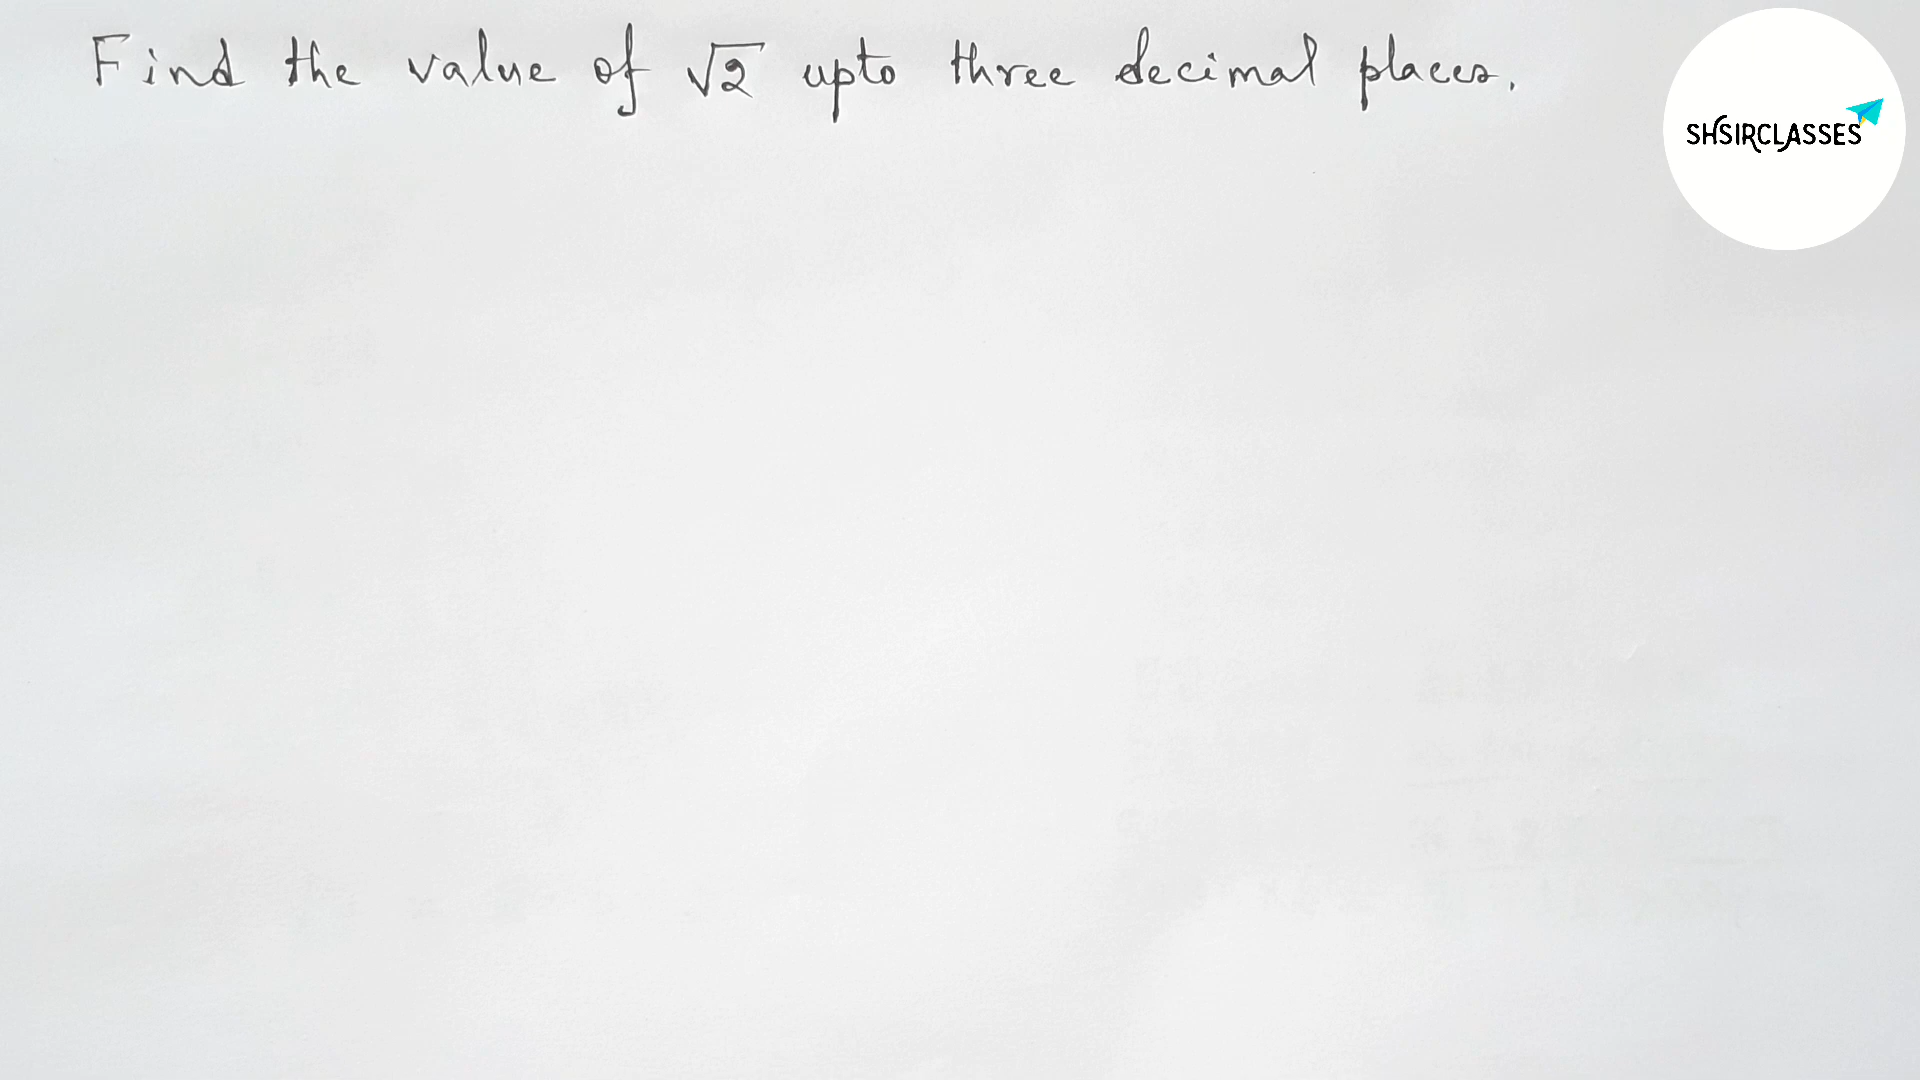 Find the value of √2 upto three decimal places.
SHSIRCLASSES